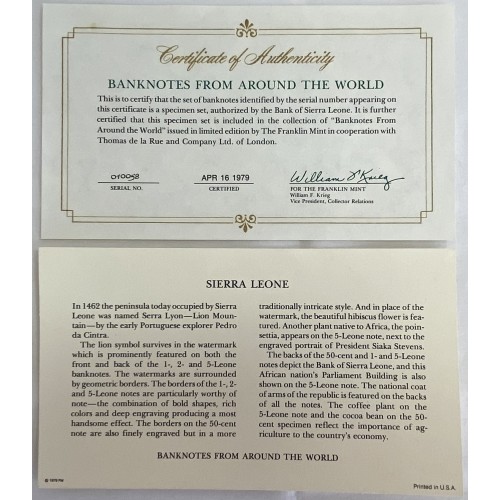 Certificate of Authenticity
BANKNOTES FROM AROUND THE WORLD
This is to certify that the set of banknotes identified by the serial number appearing on
this certificate is a specimen set, authorized by the Bank of Sierra Leone. It is further
certified that this specimen set is included in the collection of “Banknotes From
Around the World” issued in limited edition by The Franklin Mint in cooperation with
Thomas de la Rue and Company Ltd. of London.
010058
SERIAL NO.
APR 16 1979
CERTIFIED
William F. Krieg
FOR THE FRANKLIN MINT
William F. Krieg
Vice President, Collector Relations
SIERRA LEONE
In 1462 the peninsula today occupied by Sierra
Leone was named Serra Lyon—Lion Moun-
tain—by the early Portuguese explorer Pedro
da Cintra.
The lion symbol survives in the watermark
which is prominently featured on both the
front and back of the 1-, 2- and 5-Leone
banknotes. The watermarks are surrounded
by geometric borders. The borders of the 1-, 2-
and 5-Leone notes are particularly worthy of
note—the combination of bold shapes, rich
colors and deep engraving producing a most
handsome effect. The borders on the 50-cent
note are also finely engraved but in a more
traditionally intricate style. And in place of the
watermark, the beautiful hibiscus flower is fea-
tured. Another plant native to Africa, the poin-
settia, appears on the 5-Leone note, next to the
engraved portrait of President Siaka Stevens.
The backs of the 50-cent and 1- and 5-Leone
notes depict the Bank of Sierra Leone, and this
African nation's Parliament Building is also
shown on the 5-Leone note. The national coat
of arms of the republic is featured on the backs
of all the notes. The coffee plant on the
5-Leone note and the cocoa bean on the 50-
cent specimen reflect the importance of ag-
riculture to the country's economy.
BANKNOTES FROM AROUND THE WORLD
© 1979 FM
Printed in U.S.A.